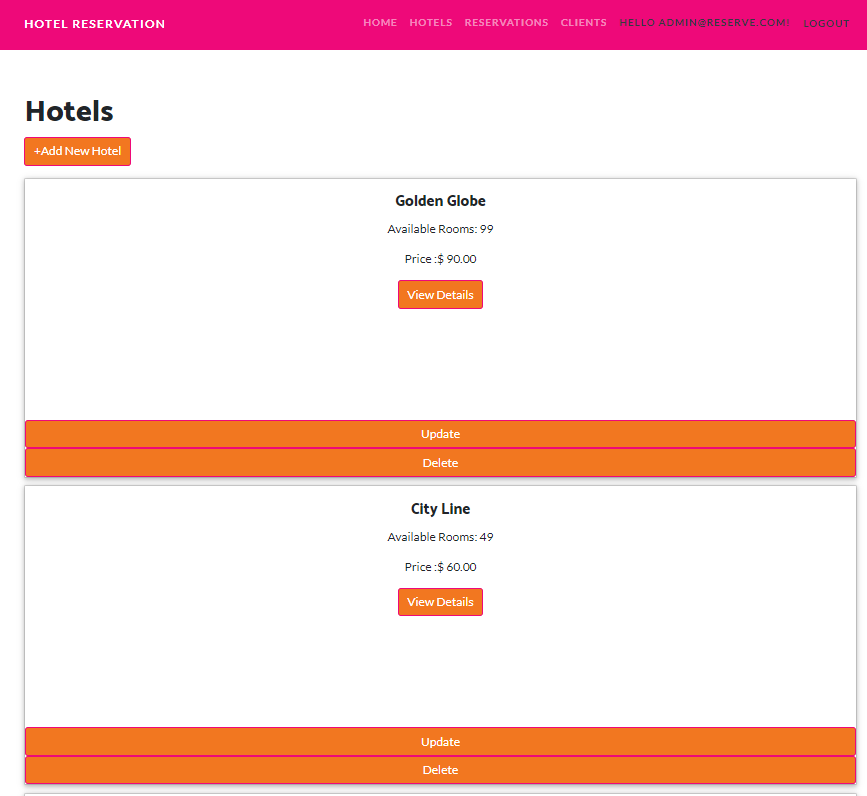 HOTEL RESERVATION
HOME HOTELS RESERVATIONS CLIENTS HELLO ADMIN@RESERVE.COM! LOGOUT
Hotels
+Add New Hotel
Golden Globe
Available Rooms: 99
Price :$ 90.00
View Details
Update
Delete
City Line
Available Rooms: 49
Price :$ 60.00
View Details
Update
Delete